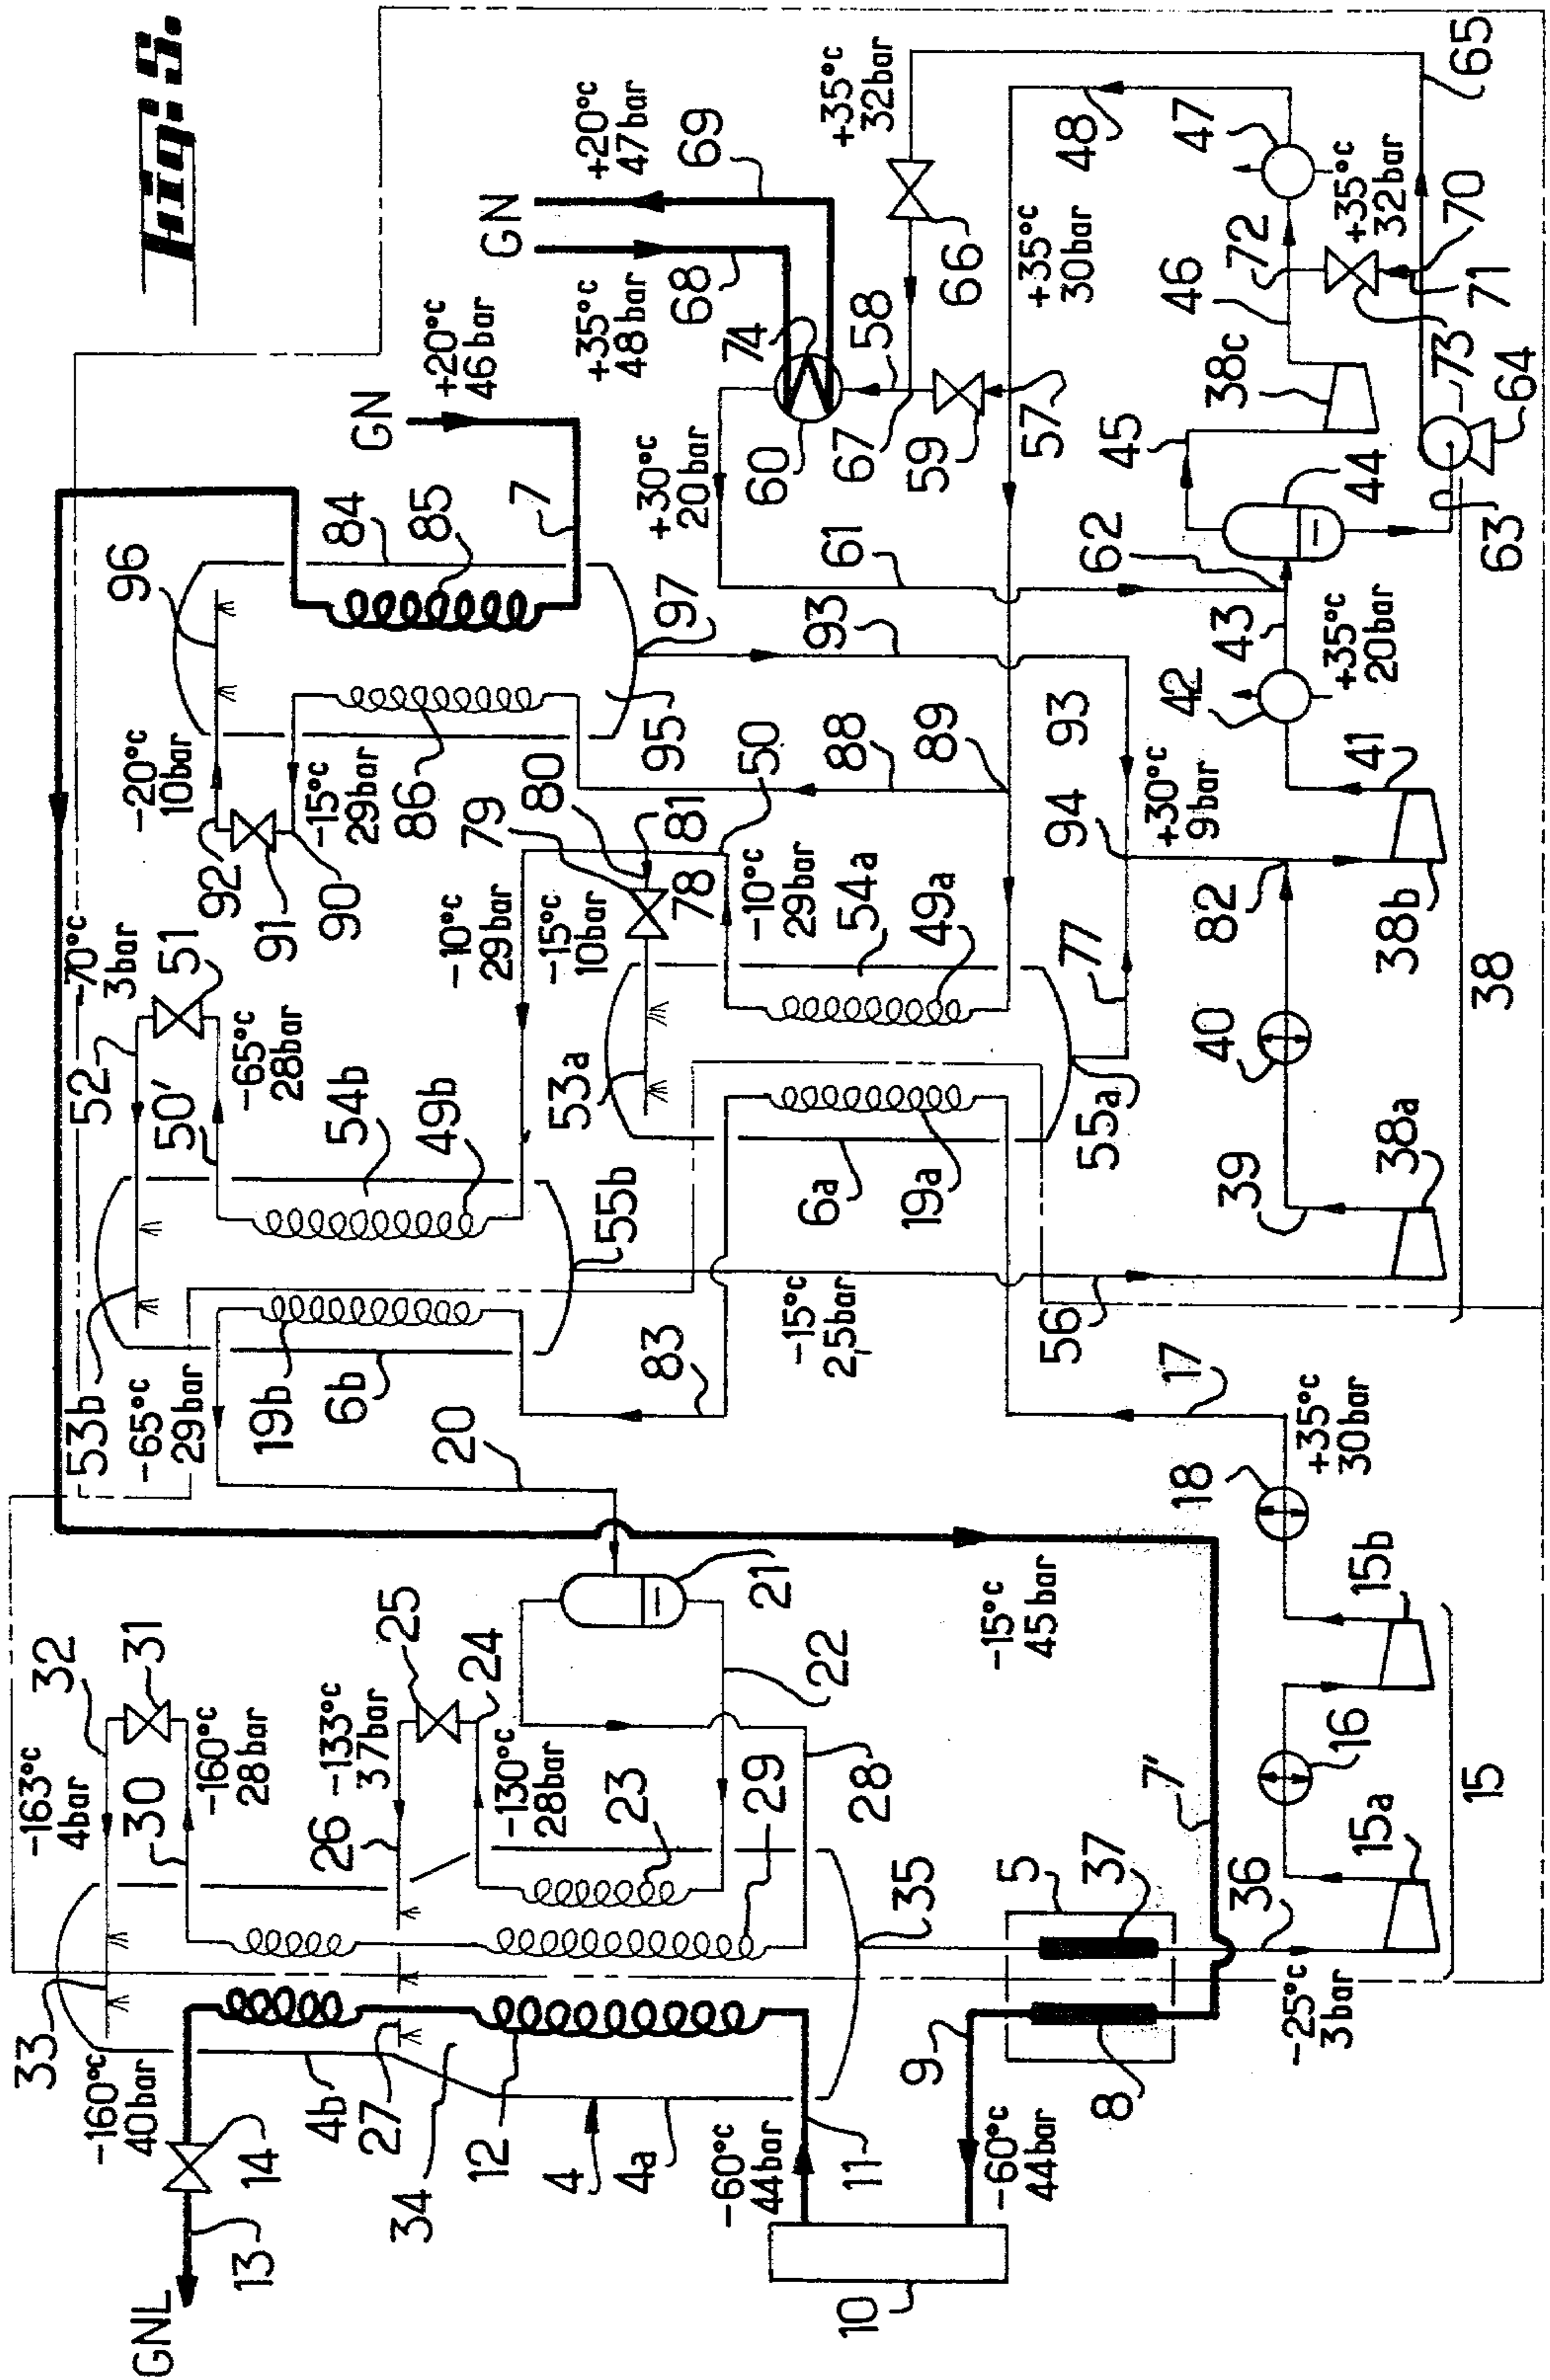 Fig. 5.
GNL
13
14
-160°C
40bar
33
-163°C
4bar
32
31
30
-160°C
28bar
4b
27
34
12
4
4a
26
-133°C
37bar
25
24
-130°C
28bar
23
29
28
22
21
20
-60°C
44bar
11
10
9
-60°C
44bar
8
5
37
35
36
-25°C
3bar
7'
-15°C
45bar
15a
16
15b
15
18
+35°C
30bar
17
53b
-65°C
29bar
19b
6b
83
52
-70°C
3bar
51
50'
-65°C
28bar
54b
49b
55b
56
-15°C
2,5bar
53a
6a
19a
55a
54a
49a
-10°C
29bar
-15°C
10bar
-10°C
29bar
78
79
80
81
50
77
96
92
91
90
-20°C
10bar
-15°C
29bar
86
95
84
85
97
7
GN
+20°C
46bar
88
89
93
93
94
+30°C
9bar
82
39
38a
40
38b
38
41
42
43
+35°C
20bar
62
61
44
45
38c
46
63
64
73
72
71
70
+35°C
32bar
47
48
65
+35°C
30bar
57
59
67
58
60
74
66
+30°C
20bar
68
69
GN
+35°C
48bar
+20°C
47bar
+35°C
32bar